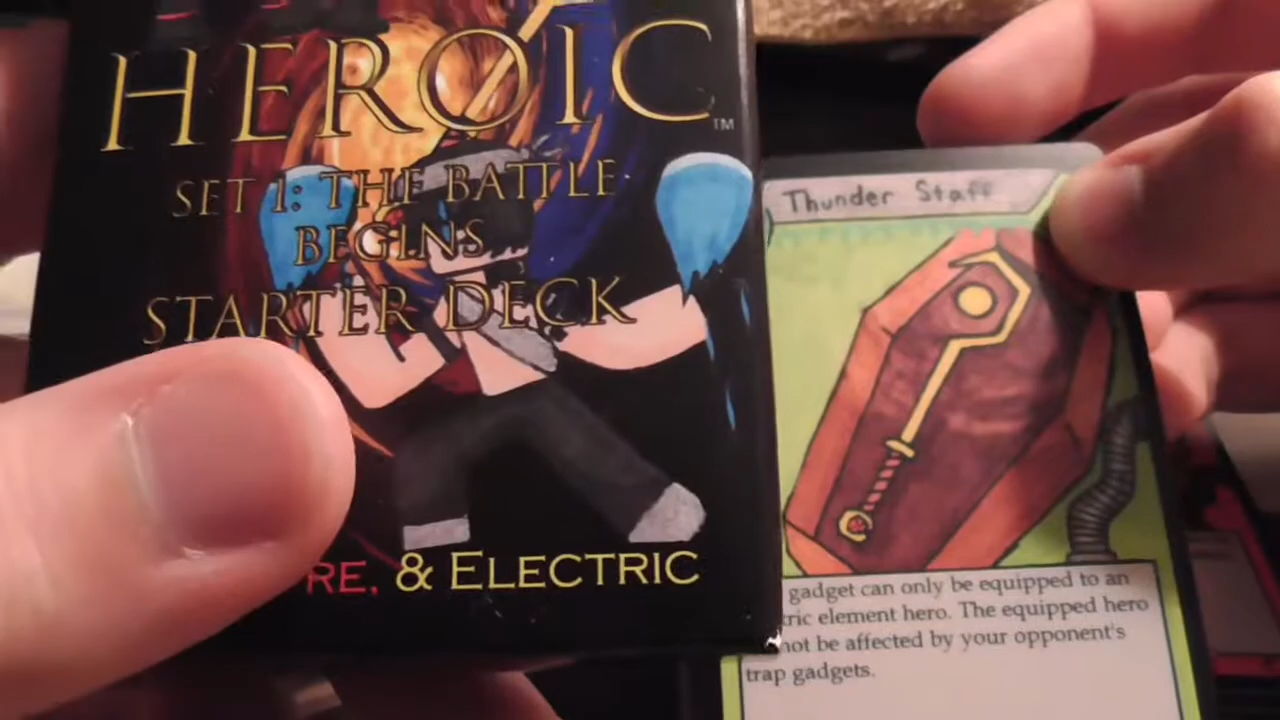 HERØIC™
SET 1: THE BATTLE
BEGINS
STARTER DECK
RE, & ELECTRIC
Thunder Staff
gadget can only be equipped to an
tric element hero. The equipped hero
not be affected by your opponent's
trap gadgets.